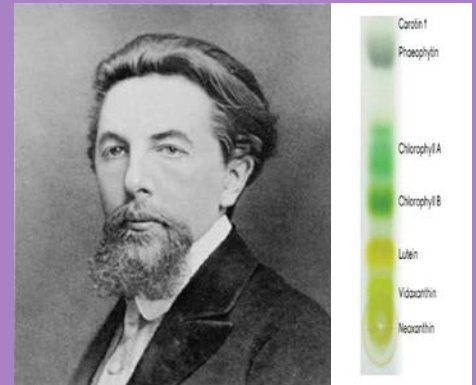 Carotin t
Phaeophytin
Chlorophyll A
Chlorophyll B
Lutein
Vidaxanthin
Neoxanthin